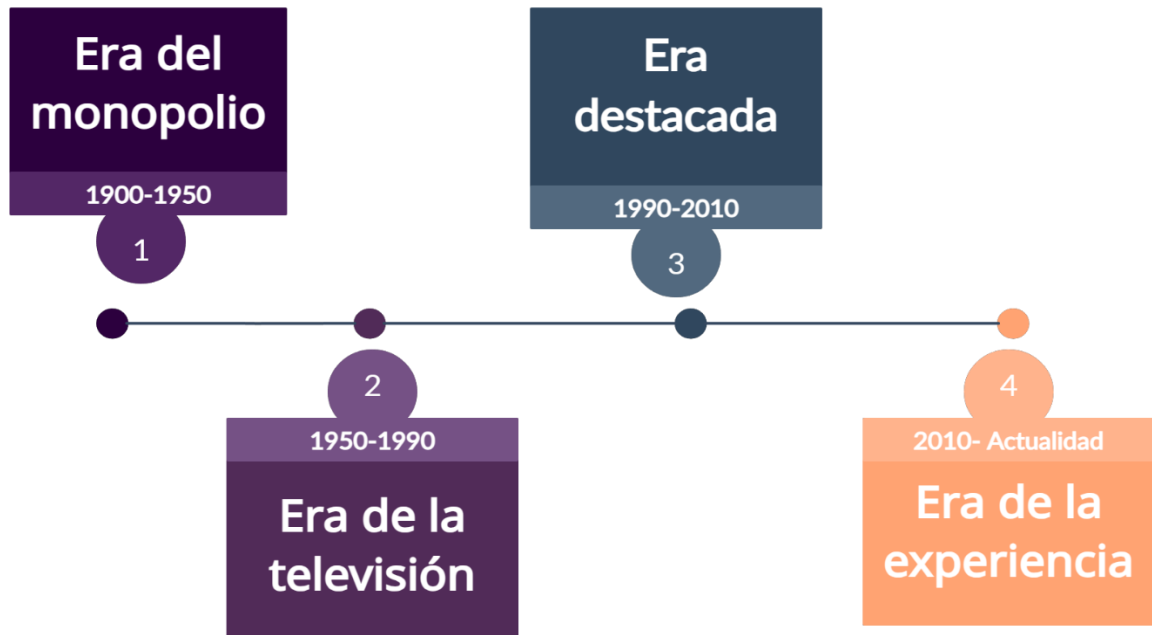 Era del
monopolio
1900-1950
1
2
1950-1990
Era de la
televisión
Era
destacada
1990-2010
3
4
2010- Actualidad
Era de la
experiencia